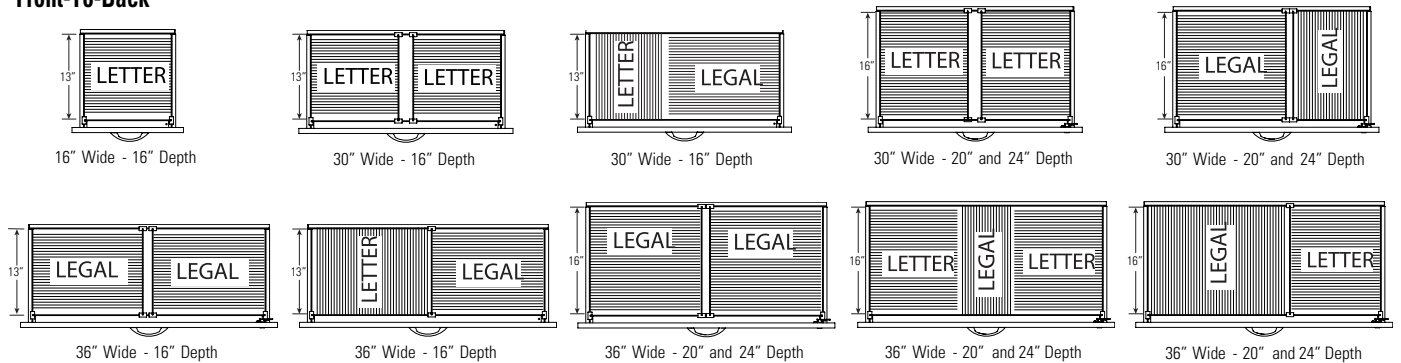 Front-To-Back
13"
LETTER
16" Wide - 16" Depth
13"
LETTER
LETTER
30" Wide - 16" Depth
13"
LETTER
LEGAL
30" Wide - 16" Depth
16"
LETTER
LETTER
30" Wide - 20" and 24" Depth
16"
LEGAL
LEGAL
30" Wide - 20" and 24" Depth
13"
LEGAL
LEGAL
36" Wide - 16" Depth
13"
LETTER
LEGAL
36" Wide - 16" Depth
16"
LEGAL
LEGAL
36" Wide - 20" and 24" Depth
16"
LETTER
LEGAL
LETTER
36" Wide - 20" and 24" Depth
16"
LEGAL
LETTER
36" Wide - 20" and 24" Depth